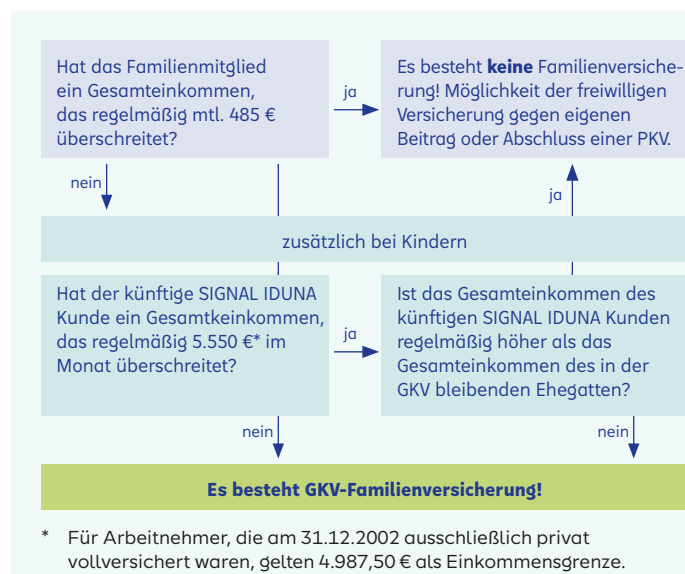 Hat das Familienmitglied
ein Gesamteinkommen,
das regelmäßig mtl. 485 €
überschreitet?
ja
Es besteht keine Familienversiche-
rung! Möglichkeit der freiwilligen
Versicherung gegen eigenen
Beitrag oder Abschluss einer PKV.
nein
ja
zusätzlich bei Kindern
Hat der künftige SIGNAL IDUNA
Kunde ein Gesamtkeinkommen,
das regelmäßig 5.550 €* im
Monat überschreitet?
ja
Ist das Gesamteinkommen des
künftigen SIGNAL IDUNA Kunden
regelmäßig höher als das
Gesamteinkommen des in der
GKV bleibenden Ehegatten?
nein
nein
Es besteht GKV-Familienversicherung!
* Für Arbeitnehmer, die am 31.12.2002 ausschließlich privat
vollversichert waren, gelten 4.987,50 € als Einkommensgrenze.